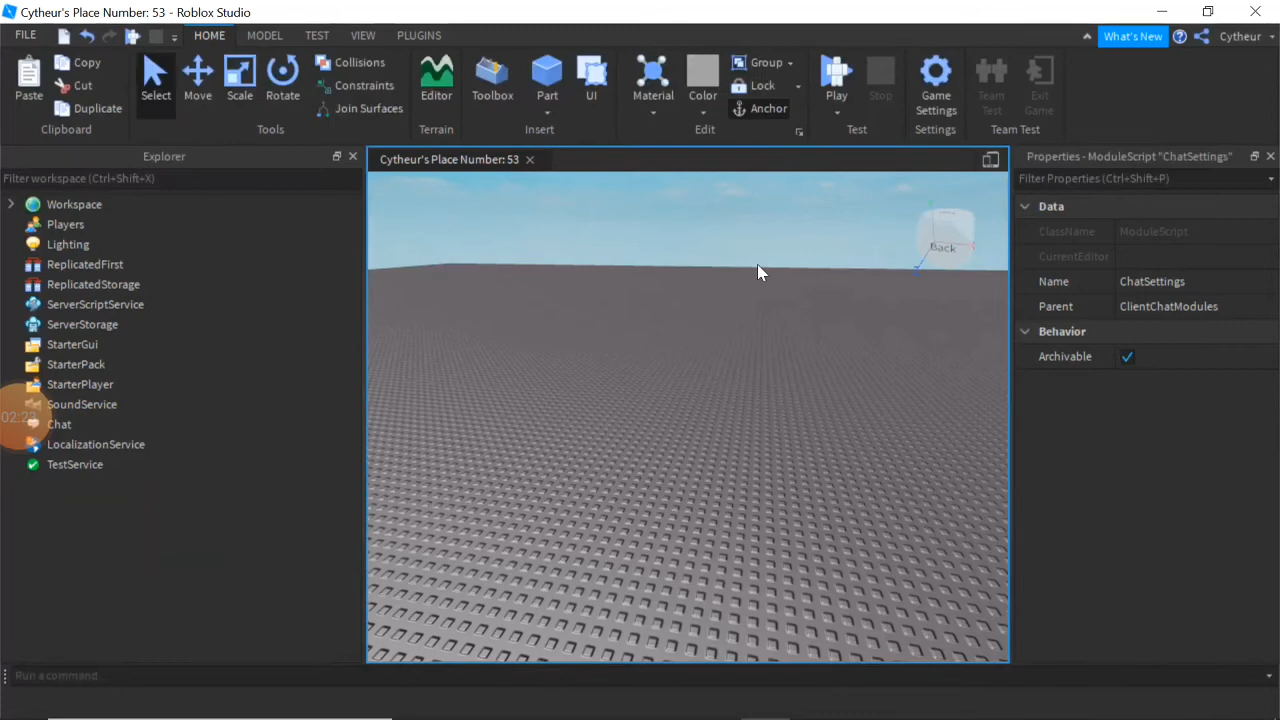 Cytheur's Place Number: 53 - Roblox Studio
FILE HOME MODEL TEST VIEW PLUGINS What's New Cytheur
Paste Copy Cut Duplicate Clipboard
Select Move Scale Rotate Collisions Constraints Join Surfaces Tools
Editor Terrain
Toolbox Part UI Insert
Material Color Group Lock Anchor Edit
Play Stop Test
Game Settings Settings
Team Test Exit Game Team Test
Explorer
Filter workspace (Ctrl+Shift+X)
Workspace
Players
Lighting
ReplicatedFirst
ReplicatedStorage
ServerScriptService
ServerStorage
StarterGui
StarterPack
StarterPlayer
SoundService
Chat
LocalizationService
TestService
02:23
Cytheur's Place Number: 53
Back
Properties - ModuleScript "ChatSettings"
Filter Properties (Ctrl+Shift+P)
Data
ClassName ModuleScript
CurrentEditor
Name ChatSettings
Parent ClientChatModules
Behavior
Archivable
Run a command